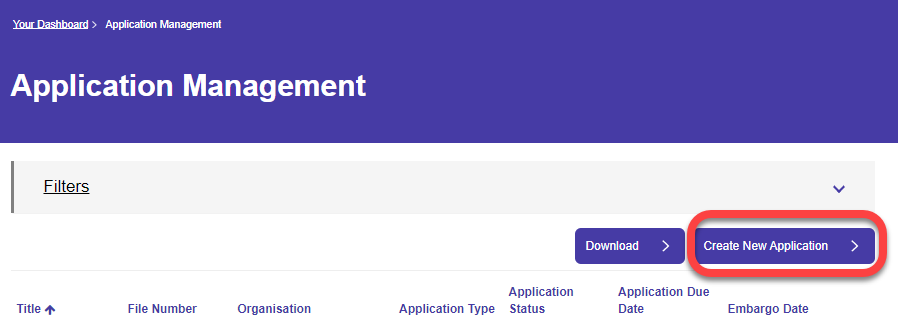 Your Dashboard > Application Management
Application Management
Filters
Download
Create New Application
Title
File Number
Organisation
Application Type
Application
Status
Application Due
Date
Embargo Date